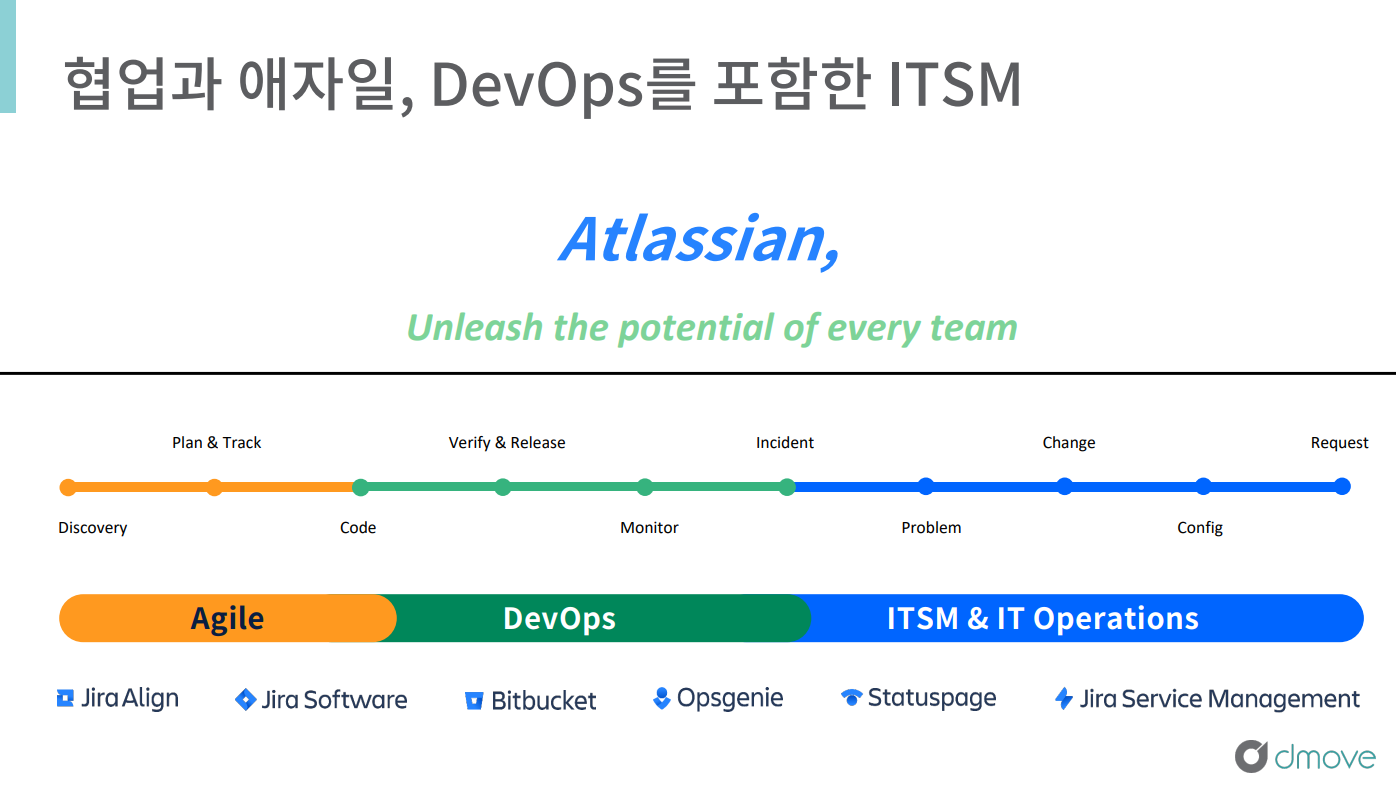 협업과 애자일, DevOps를 포함한 ITSM
Atlassian,
Unleash the potential of every team
Plan & Track Verify & Release Incident Change Request
Discovery Code Monitor Problem Config
Agile DevOps ITSM & IT Operations
Jira Align Jira Software Bitbucket Opsgenie Statuspage Jira Service Management
dmove